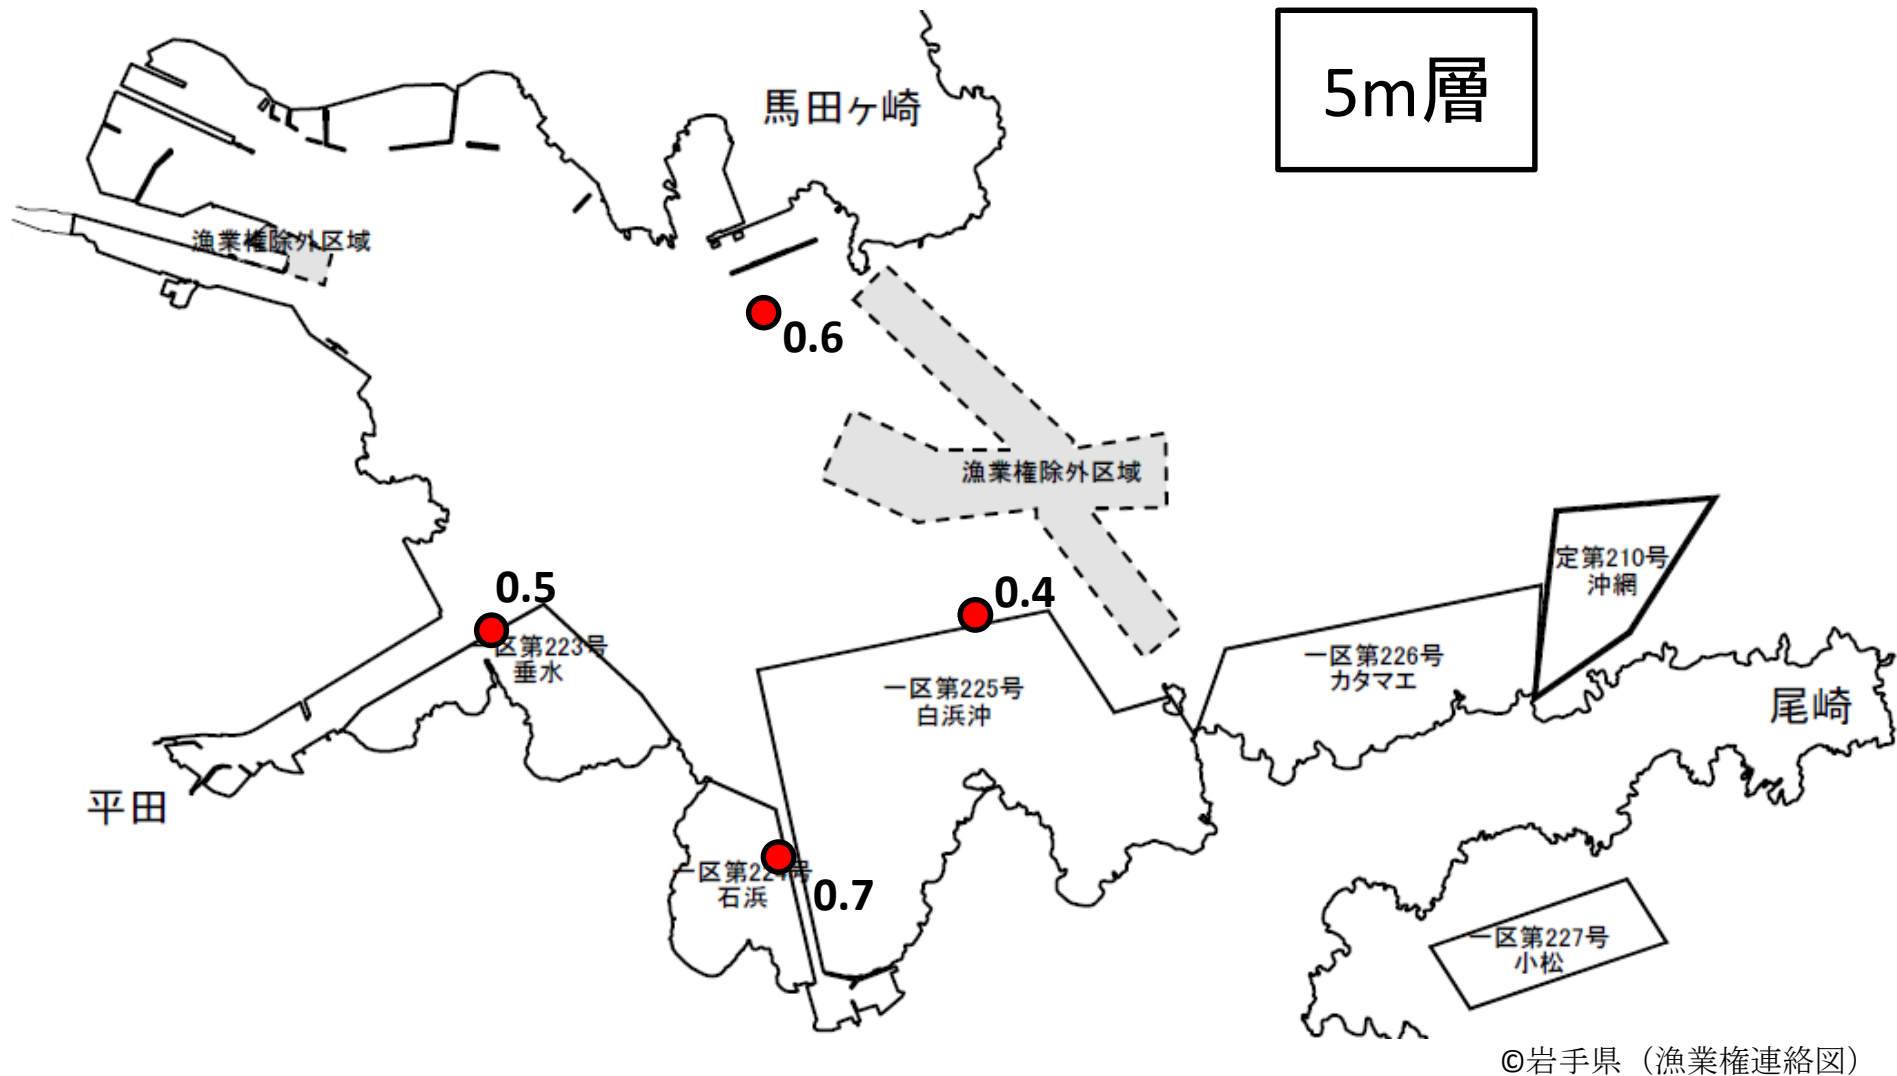 5m層
馬田ヶ崎
漁業権除外区域
0.6
漁業権除外区域
定第210号
沖網
0.5
0.4
一区第223号
垂水
一区第225号
白浜沖
一区第226号
カタマエ
尾崎
平田
一区第224号
石浜
0.7
一区第227号
小松
©岩手県（漁業権連絡図）